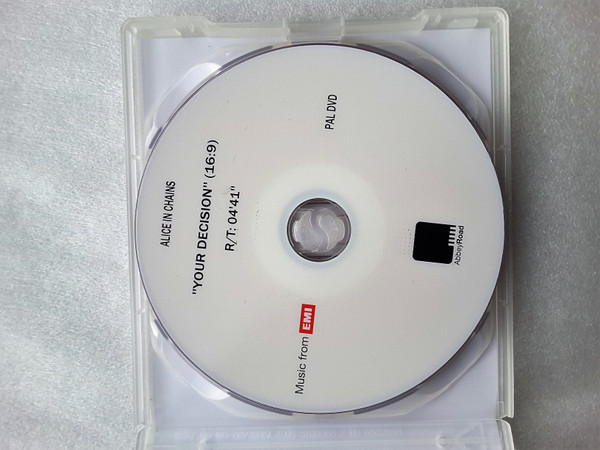 ALICE IN CHAINS
"YOUR DECISION" (16:9)
R/T: 04'41"
Music from EMI
PAL DVD
AbbeyRoad